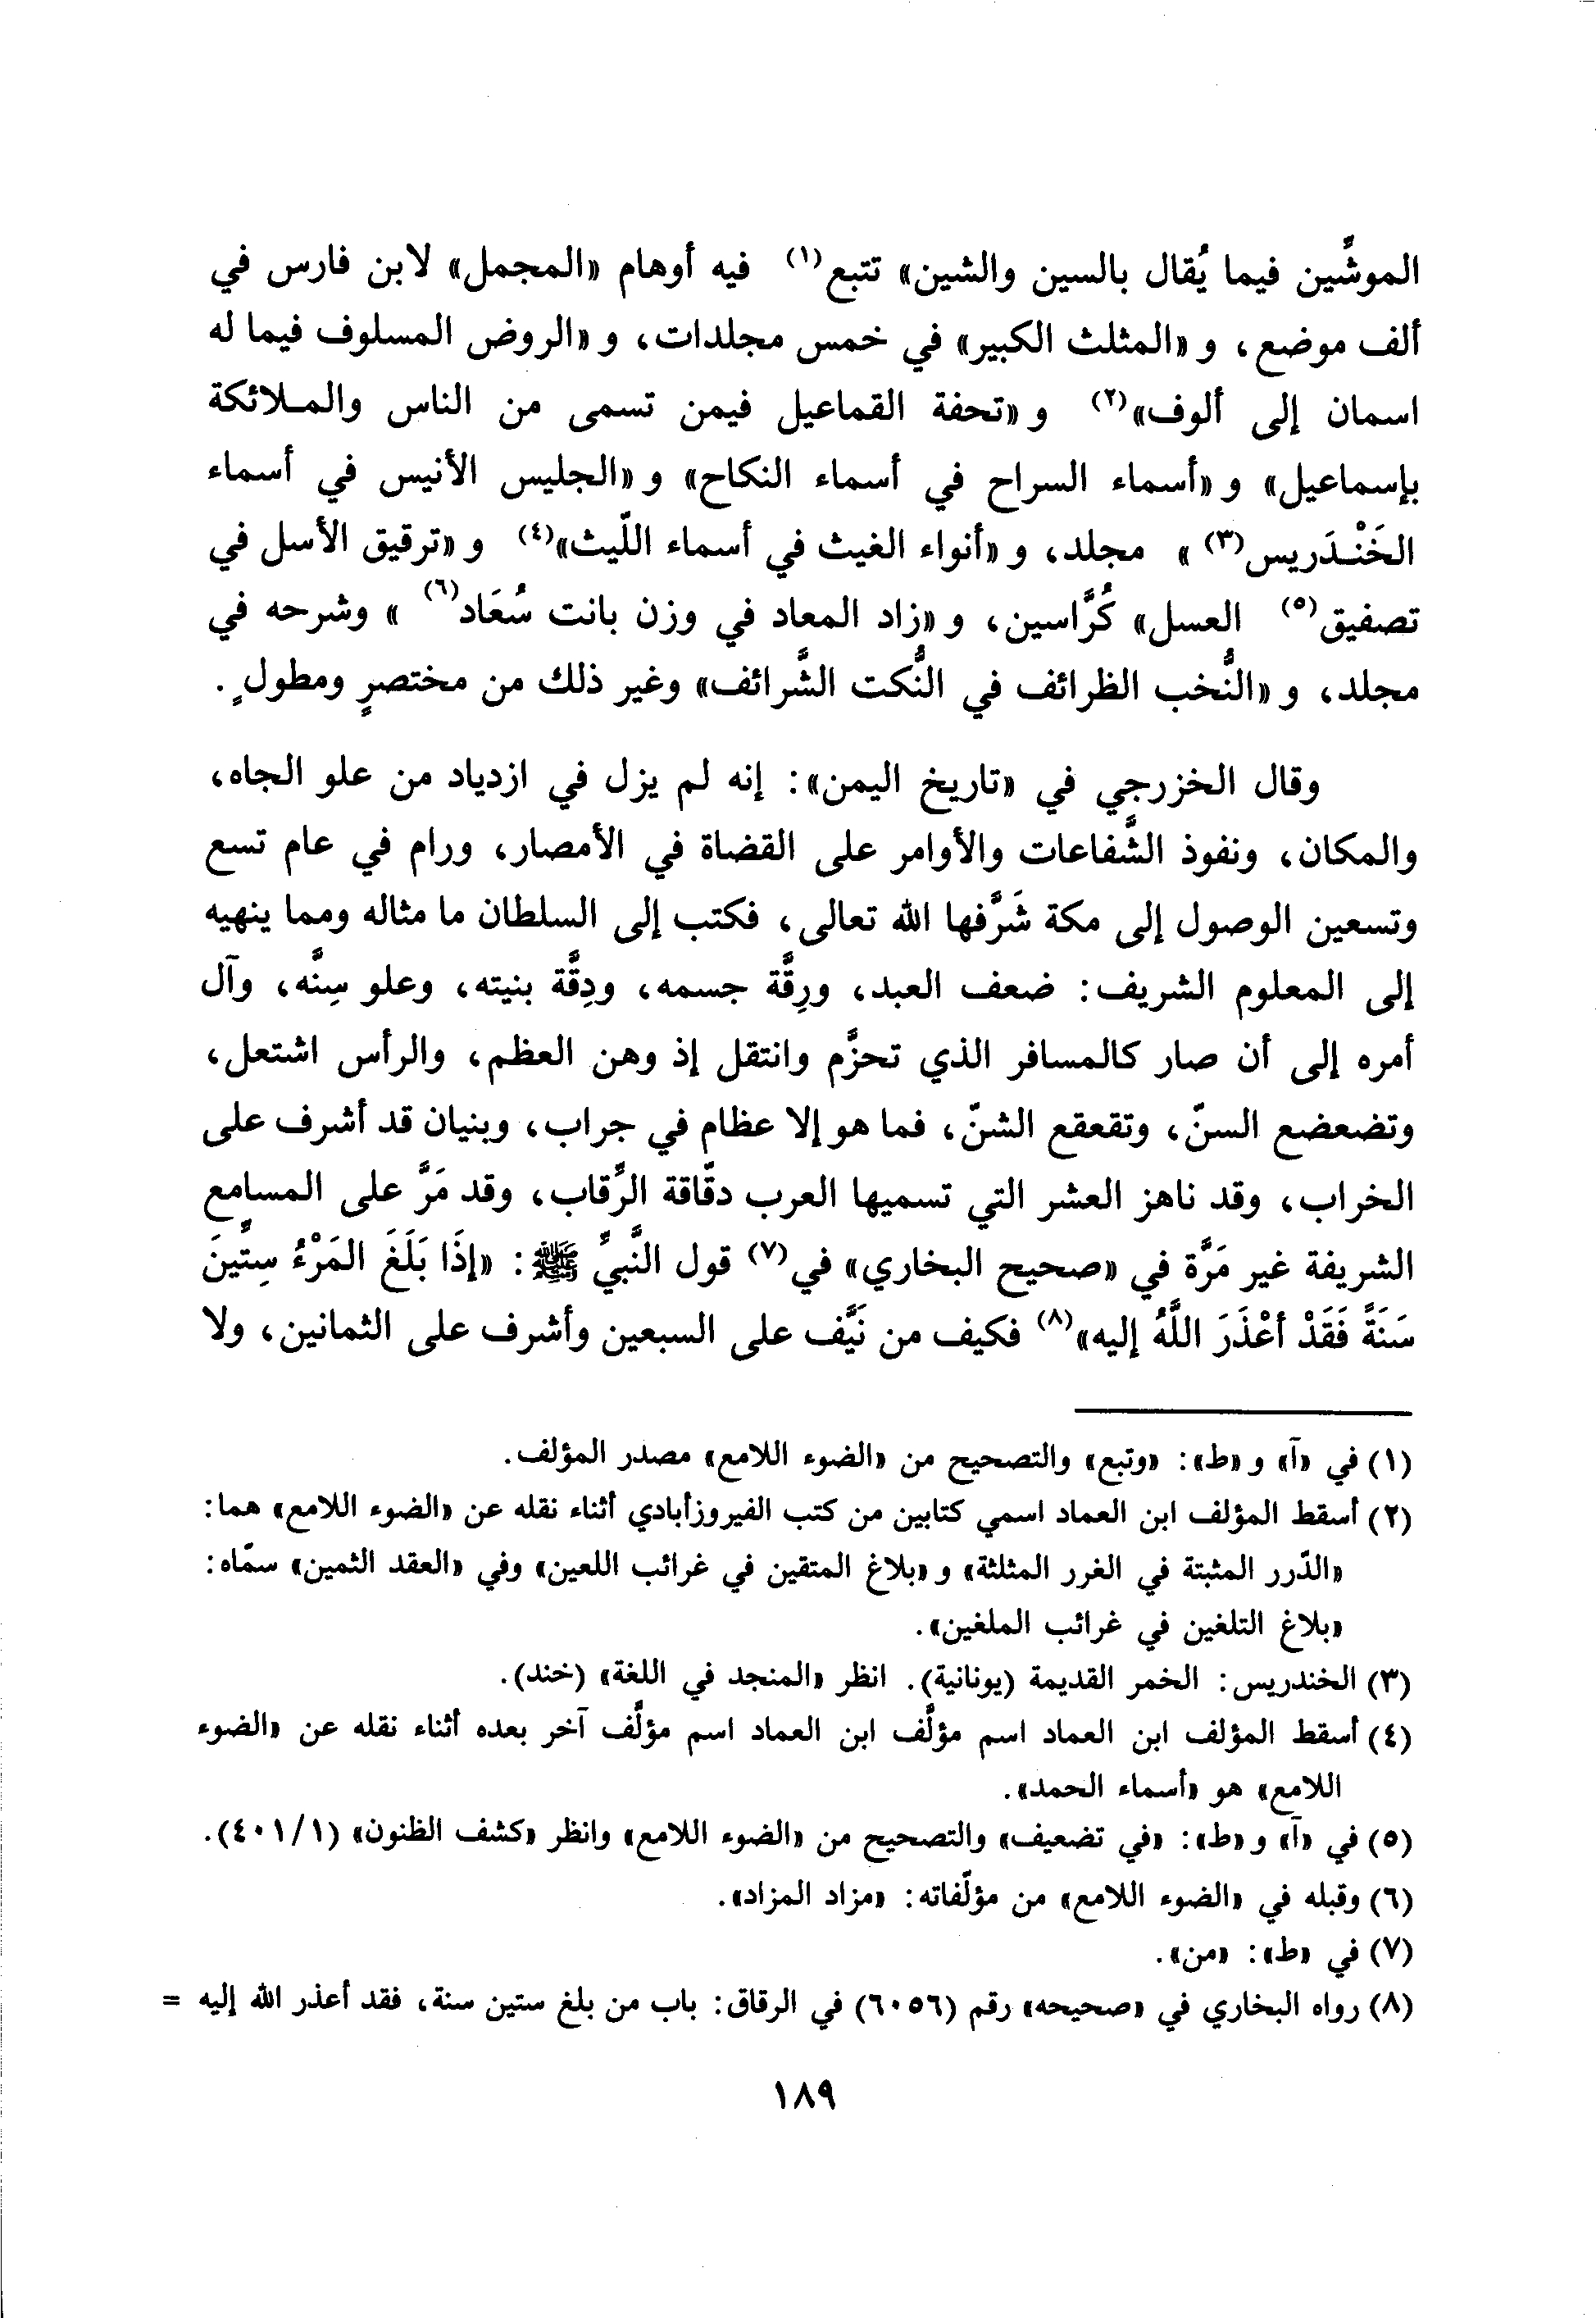 الموشِّين فيما يُقال بالسين والشين» تتبع(١) فيه أوهام «المجمل» لابن فارس في
ألف موضع، و «المثلث الكبير» في خمس مجلدات، و «الروض المسلوف فيما له
اسمان إلى ألوف»(٢) و «تحفة القماعيل فيمن تسمى من الناس والملائكة
بإسماعيل» و «أسماء السراح في أسماء النكاح» و «الجليس الأنيس في أسماء
الخَنْدَريس(٣) » مجلد، و «أنواء الغيث في أسماء اللّيث»(٤) و «ترقيق الأسل في
تصفيق(٥) العسل» كُرَّاسين، و «زاد المعاد في وزن بانت سُعَاد(٦) » وشرحه في
مجلد، و «النُّخب الظرائف في النُّكت الشَّرائف» وغير ذلك من مختصرٍ ومطولٍ.
وقال الخزرجي في «تاريخ اليمن»: إنه لم يزل في ازدياد من علو الجاه،
والمكان، ونفوذ الشَّفاعات والأوامر على القضاة في الأمصار، ورام في عام تسع
وتسعين الوصول إلى مكة شَرَّفها الله تعالى، فكتب إلى السلطان ما مثاله ومما ينهيه
إلى المعلوم الشريف: ضعف العبد، ورِقَّة جسمه، ودِقَّة بنيته، وعلو سِنَّه، وآل
أمره إلى أن صار كالمسافر الذي تحزَّم وانتقل إذ وهن العظم، والرأس اشتعل،
وتضعضع السنّ، وتقعقع الشنّ، فما هو إلا عظام في جراب، وبنيان قد أشرف على
الخراب، وقد ناهز العشر التي تسميها العرب دقّاقة الرِّقاب، وقد مَرَّ على المسامع
الشريفة غير مَرَّة في «صحيح البخاري» في(٧) قول النَّبيِّ ﷺ: «إذَا بَلَغَ المَرْءُ سِتِّينَ
سَنَةً فَقَدْ أعْذَرَ اللَّهُ إليه»(٨) فكيف من نَيَّف على السبعين وأشرف على الثمانين، ولا
(١) في «آ» و «ط»: «وتبع» والتصحيح من «الضوء اللامع» مصدر المؤلف.
(٢) أسقط المؤلف ابن العماد اسمي كتابين من كتب الفيروزأبادي أثناء نقله عن «الضوء اللامع» هما:
«الدّرر المثبتة في الغرر المثلثة» و «بلاغ المتقين في غرائب اللعين» وفي «العقد الثمين» سمّاه:
«بلاغ التلغين في غرائب الملغين».
(٣) الخندريس: الخمر القديمة (يونانية). انظر «المنجد في اللغة» (خند).
(٤) أسقط المؤلف ابن العماد اسم مؤلَّف ابن العماد اسم مؤلَّف آخر بعده أثناء نقله عن «الضوء
اللامع» هو «أسماء الحمد».
(٥) في «آ» و «ط»: «في تضعيف» والتصحيح من «الضوء اللامع» وانظر «كشف الظنون» (٤٠١/١).
(٦) وقبله في «الضوء اللامع» من مؤلّفاته: «مزاد المزاد».
(٧) في «ط»: «من».
(٨) رواه البخاري في «صحيحه» رقم (٦٠٥٦) في الرقاق: باب من بلغ ستين سنة، فقد أعذر الله إليه =
١٨٩